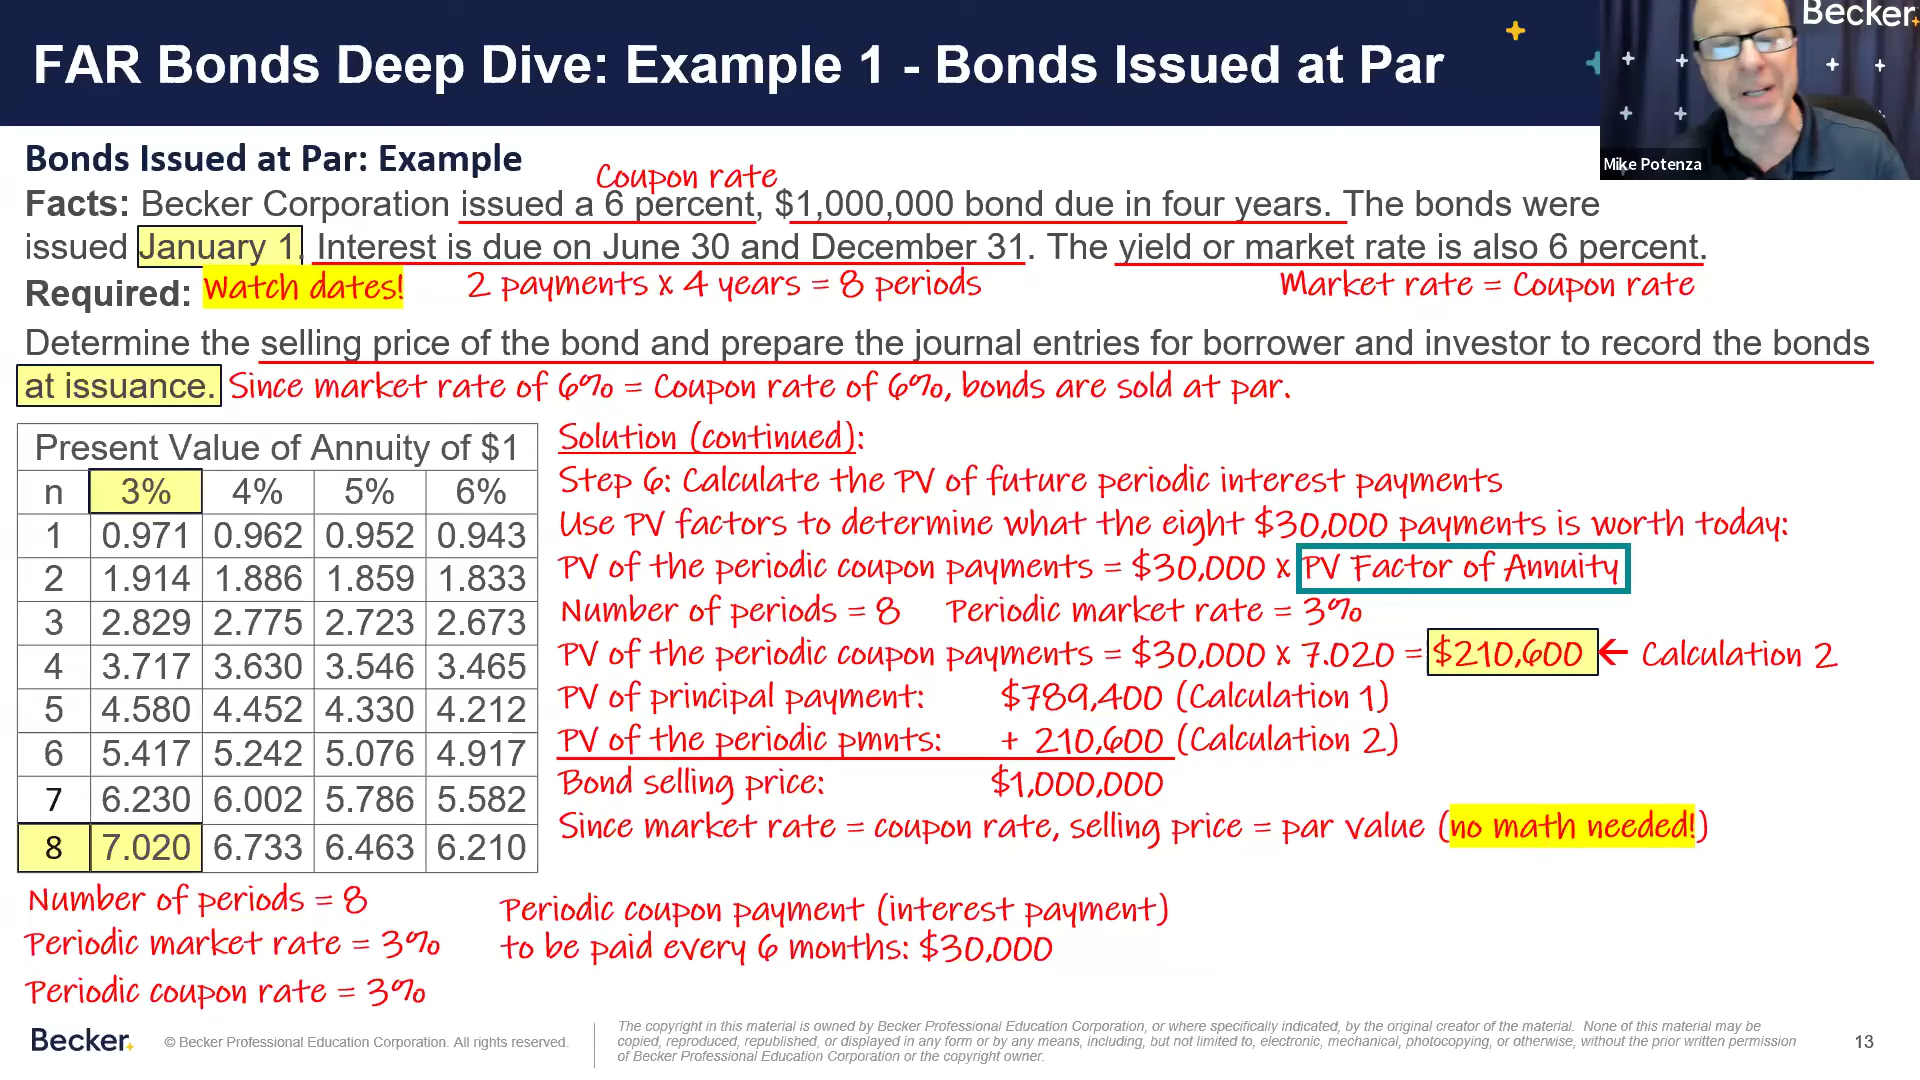 Becker
FAR Bonds Deep Dive: Example 1 - Bonds Issued at Par
Mike Potenza
Bonds Issued at Par: Example
Coupon rate
Facts: Becker Corporation issued a 6 percent, $1,000,000 bond due in four years. The bonds were
issued January 1. Interest is due on June 30 and December 31. The yield or market rate is also 6 percent.
Required: Watch dates! 2 payments x 4 years = 8 periods Market rate = Coupon rate
Determine the selling price of the bond and prepare the journal entries for borrower and investor to record the bonds
at issuance. Since market rate of 6% = Coupon rate of 6%, bonds are sold at par.
Present Value of Annuity of $1
n 3% 4% 5% 6%
1 0.971 0.962 0.952 0.943
2 1.914 1.886 1.859 1.833
3 2.829 2.775 2.723 2.673
4 3.717 3.630 3.546 3.465
5 4.580 4.452 4.330 4.212
6 5.417 5.242 5.076 4.917
7 6.230 6.002 5.786 5.582
8 7.020 6.733 6.463 6.210
Solution (continued):
Step 6: Calculate the PV of future periodic interest payments
Use PV factors to determine what the eight $30,000 payments is worth today:
PV of the periodic coupon payments = $30,000 x PV Factor of Annuity
Number of periods = 8 Periodic market rate = 3%
PV of the periodic coupon payments = $30,000 x 7.020 = $210,600 ← Calculation 2
PV of principal payment: $789,400 (Calculation 1)
PV of the periodic pmnts: + 210,600 (Calculation 2)
Bond selling price: $1,000,000
Since market rate = coupon rate, selling price = par value (no math needed!)
Number of periods = 8
Periodic market rate = 3%
Periodic coupon rate = 3%
Periodic coupon payment (interest payment)
to be paid every 6 months: $30,000
Becker
© Becker Professional Education Corporation. All rights reserved.
The copyright in this material is owned by Becker Professional Education Corporation, or where specifically indicated, by the original creator of the material. None of this material may be
copied, reproduced, republished, or displayed in any form or by any means, including, but not limited to, electronic, mechanical, photocopying, or otherwise, without the prior written permission
of Becker Professional Education Corporation or the copyright owner.
13